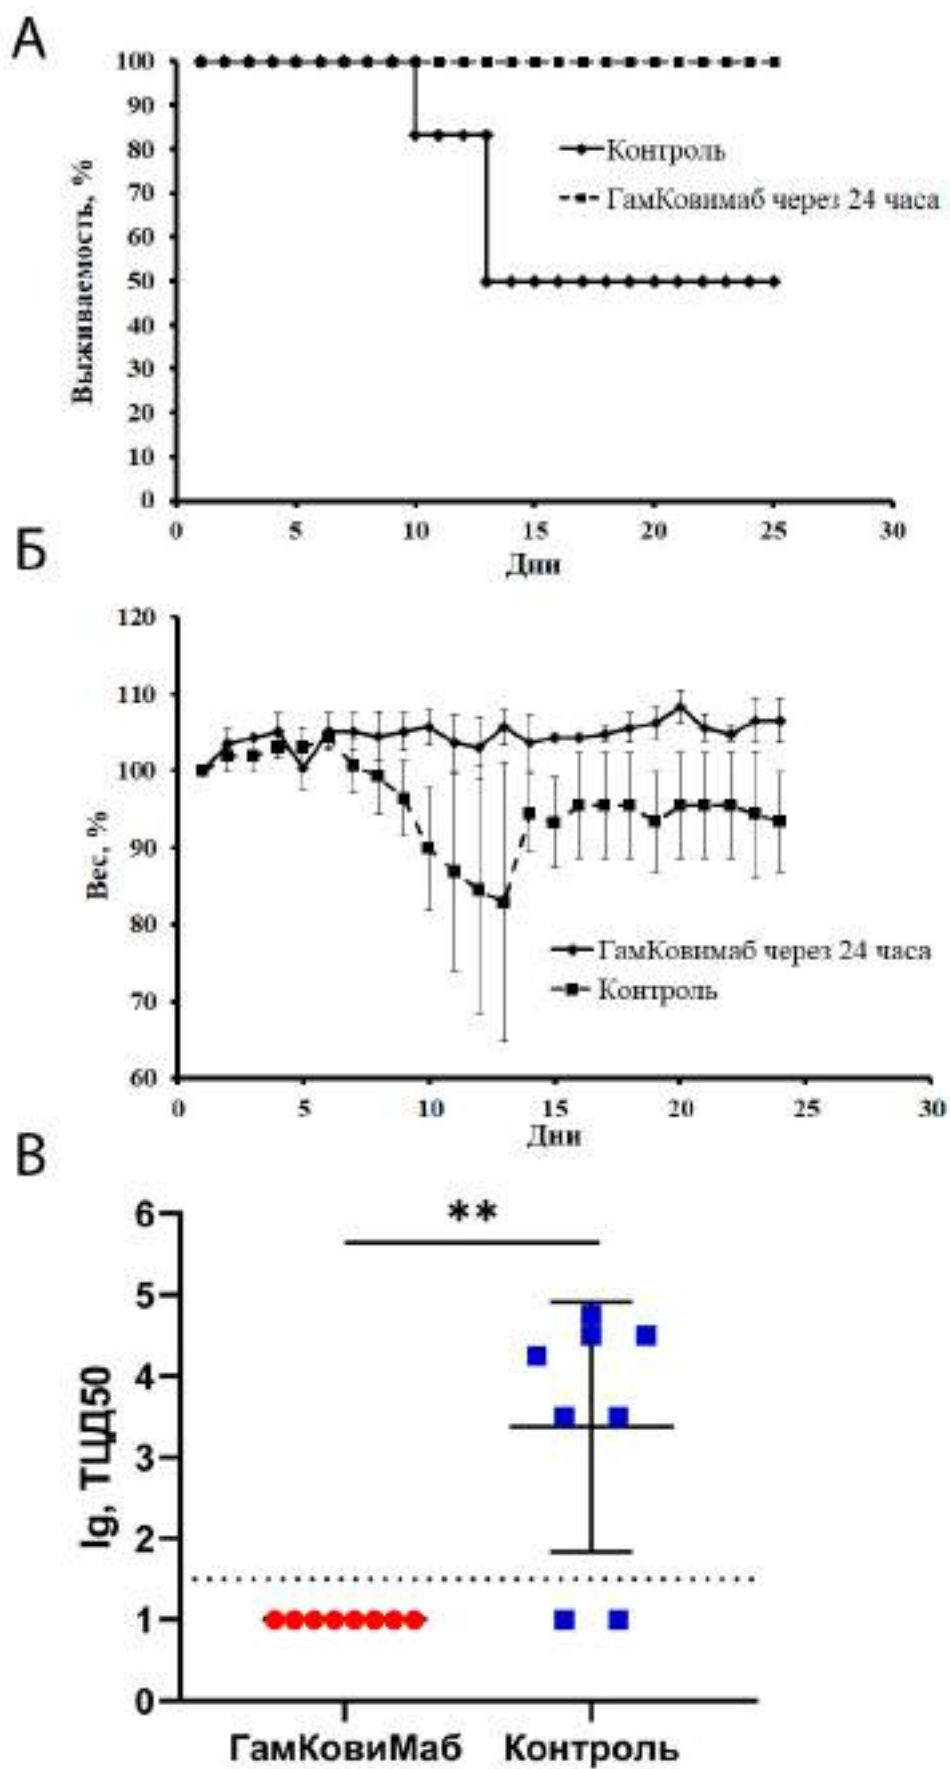 А
100
90
80
70
60
50
40
30
20
10
0
Выживаемость, %
Контроль
ГамКовимаб через 24 часа
0 5 10 15 20 25 30
Дни
Б
120
110
100
90
80
70
60
Вес, %
ГамКовимаб через 24 часа
Контроль
0 5 10 15 20 25 30
Дни
В
**
6
5
4
3
2
1
0
lg, ТЦД50
ГамКовиМаб Контроль